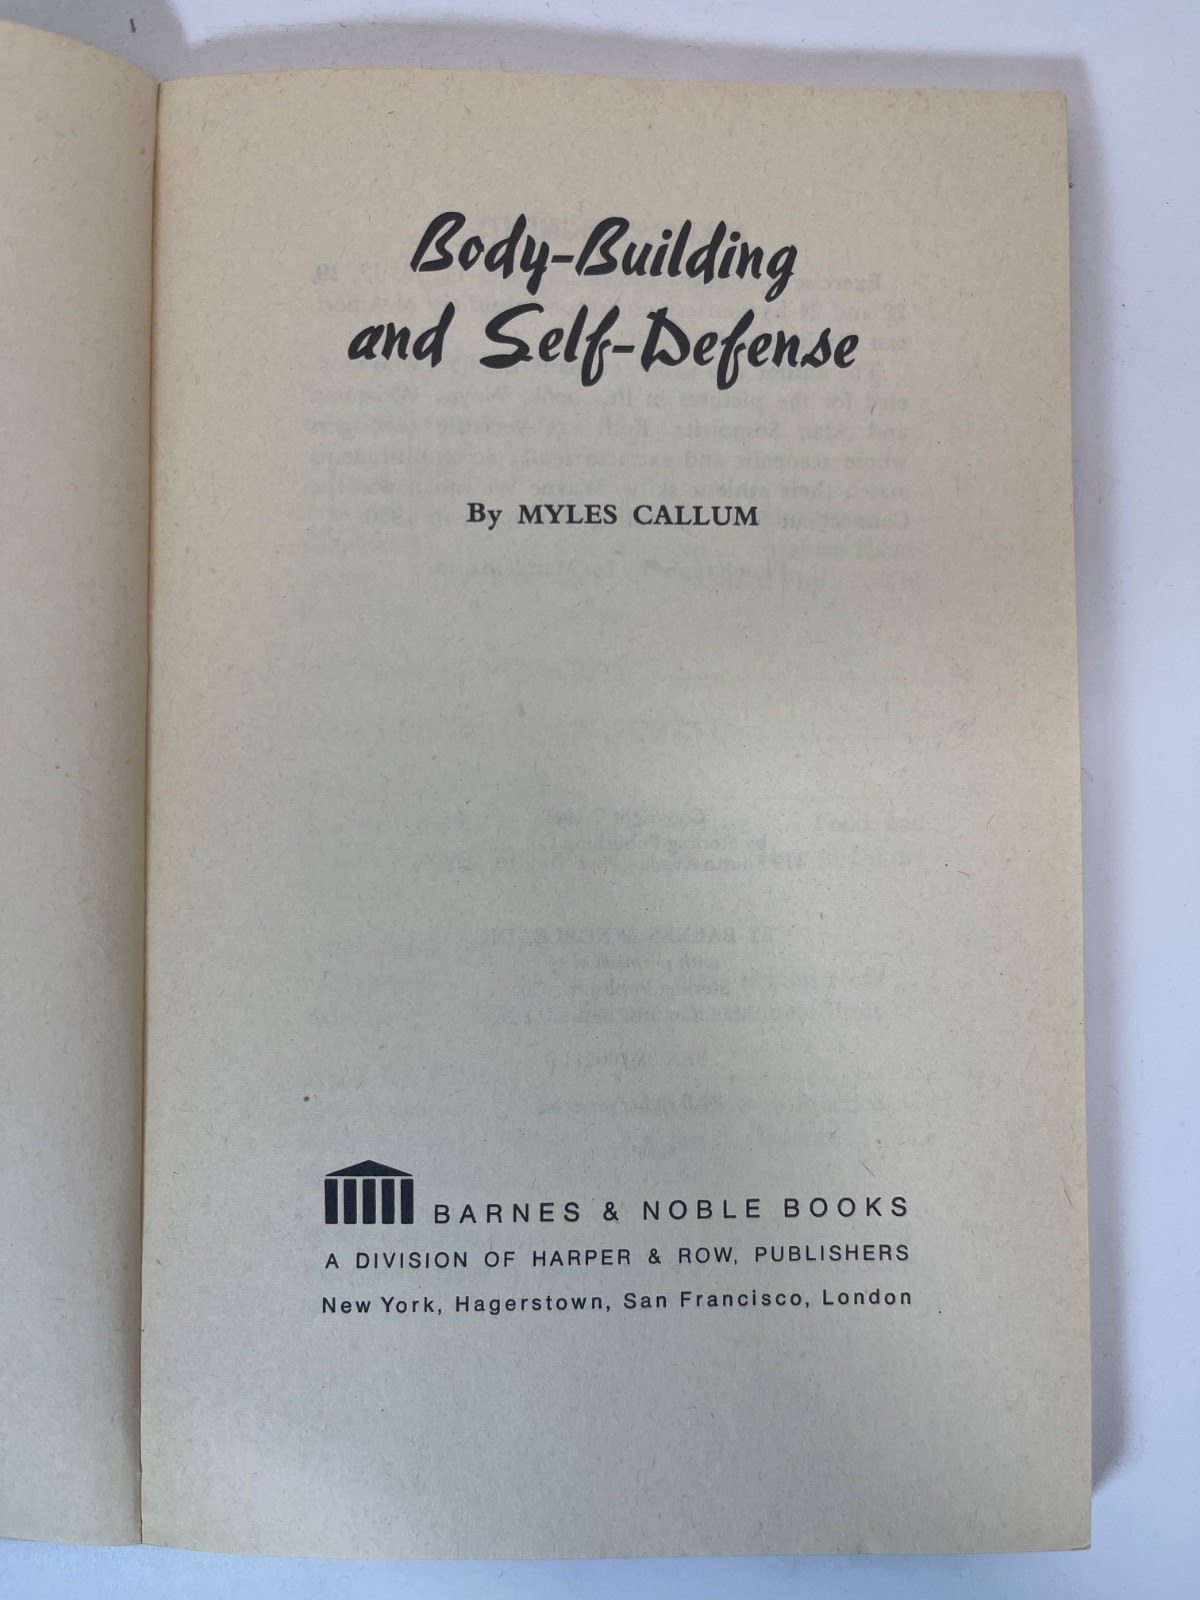 Body-Building
and Self-Defense
By MYLES CALLUM
BARNES & NOBLE BOOKS
A DIVISION OF HARPER & ROW, PUBLISHERS
New York, Hagerstown, San Francisco, London